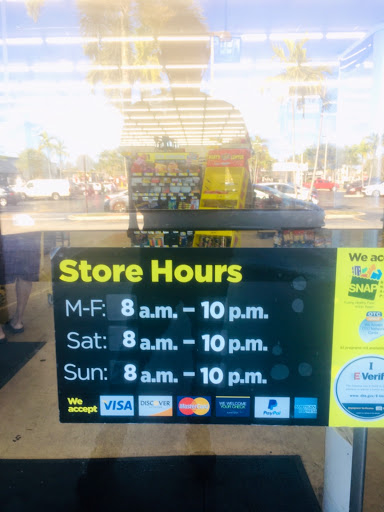 Store Hours
M-F: 8 a.m. – 10 p.m.
Sat: 8 a.m. – 10 p.m.
Sun: 8 a.m. – 10 p.m.
We accept VISA DISCOVER MasterCard WE WELCOME YOUR CHECK PayPal
We ac
SNAP
OTC
I
E Verif